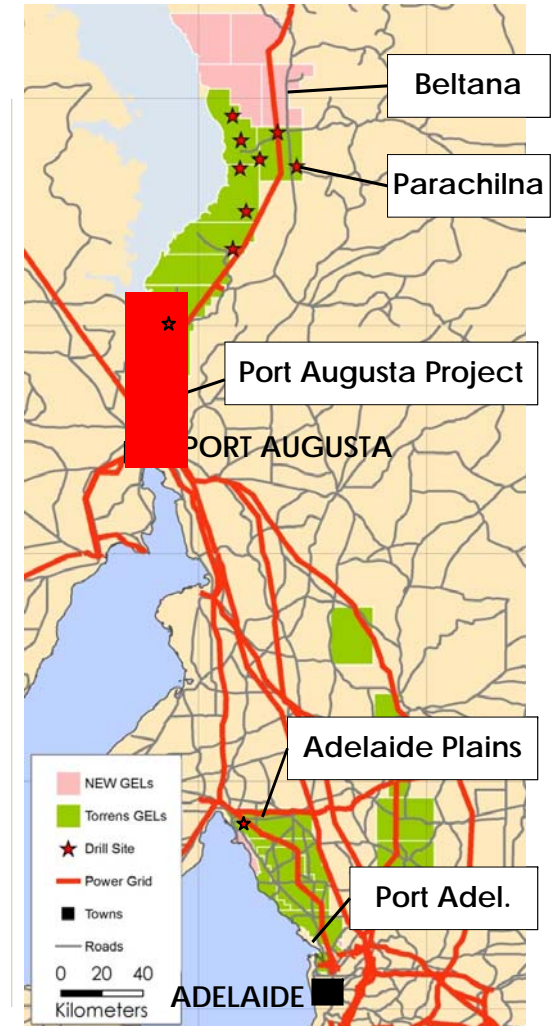 Beltana
Parachilna
Port Augusta Project
PORT AUGUSTA
Adelaide Plains
Port Adel.
ADELAIDE
NEW GELs
Torrens GELs
Drill Site
Power Grid
Towns
Roads
0 20 40
Kilometers